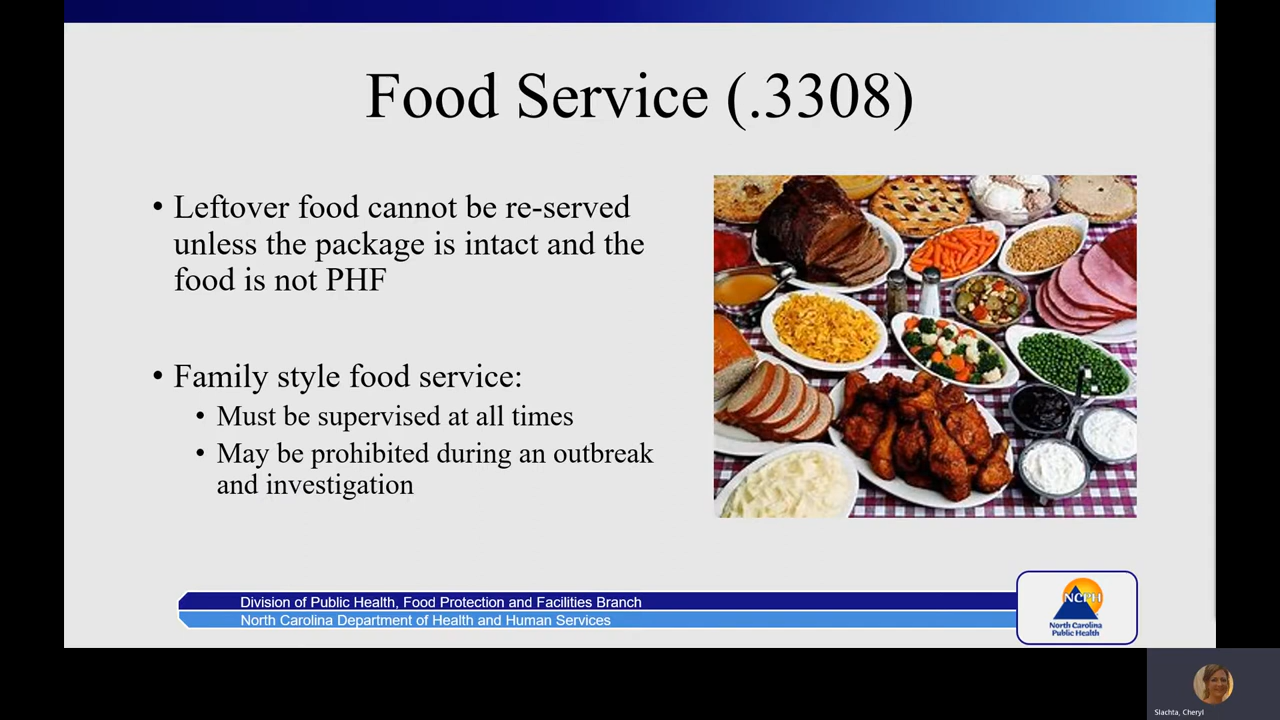 Food Service (.3308)
• Leftover food cannot be re-served
unless the package is intact and the
food is not PHF
• Family style food service:
• Must be supervised at all times
• May be prohibited during an outbreak
and investigation
Division of Public Health, Food Protection and Facilities Branch
North Carolina Department of Health and Human Services
NCPH
North Carolina
Public Health
Slachta, Cheryl